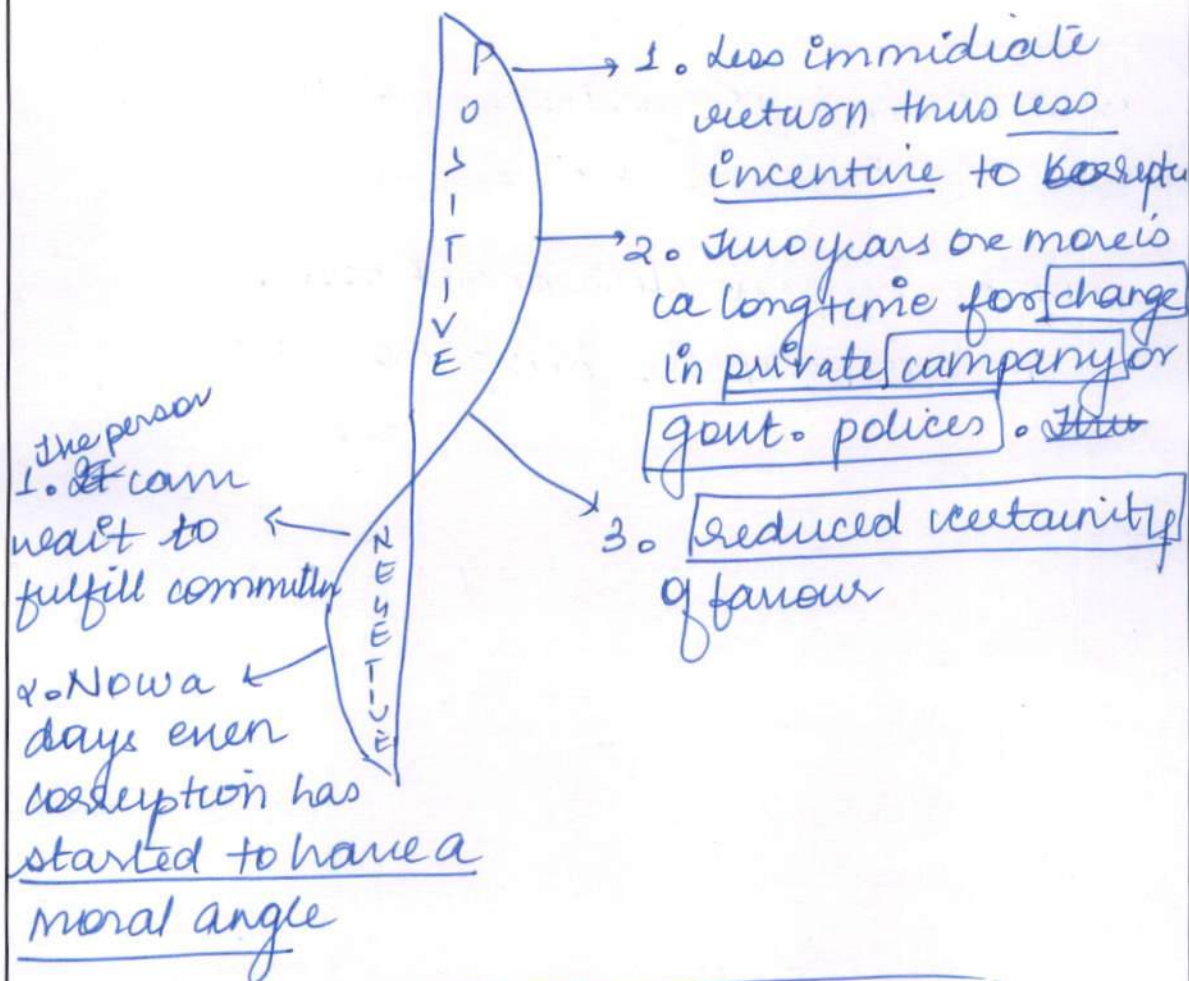 POSITIVE
1. Less immidiate
return thus less
incentive to
2. Two years or more is
a long time for change
in private company or
govt. polices.
3. reduced certainity
of favour
NEGETIVE
The person
1. can
wait to
fulfill
2. Now a
days even
corruption has
started to have a
moral angle